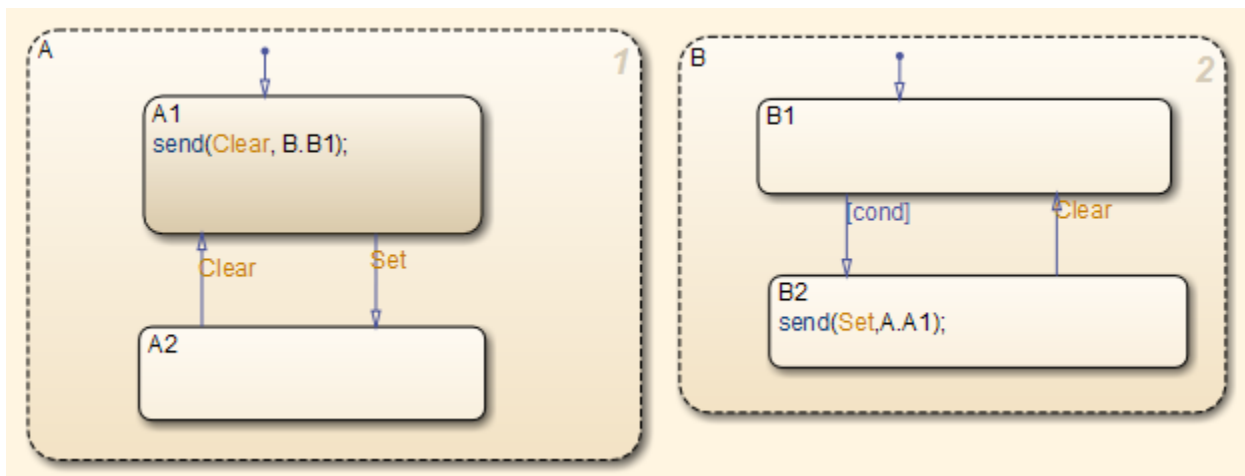 A
1
A1
send(Clear, B.B1);
Clear
Set
A2
B
2
B1
[cond]
Clear
B2
send(Set,A.A1);